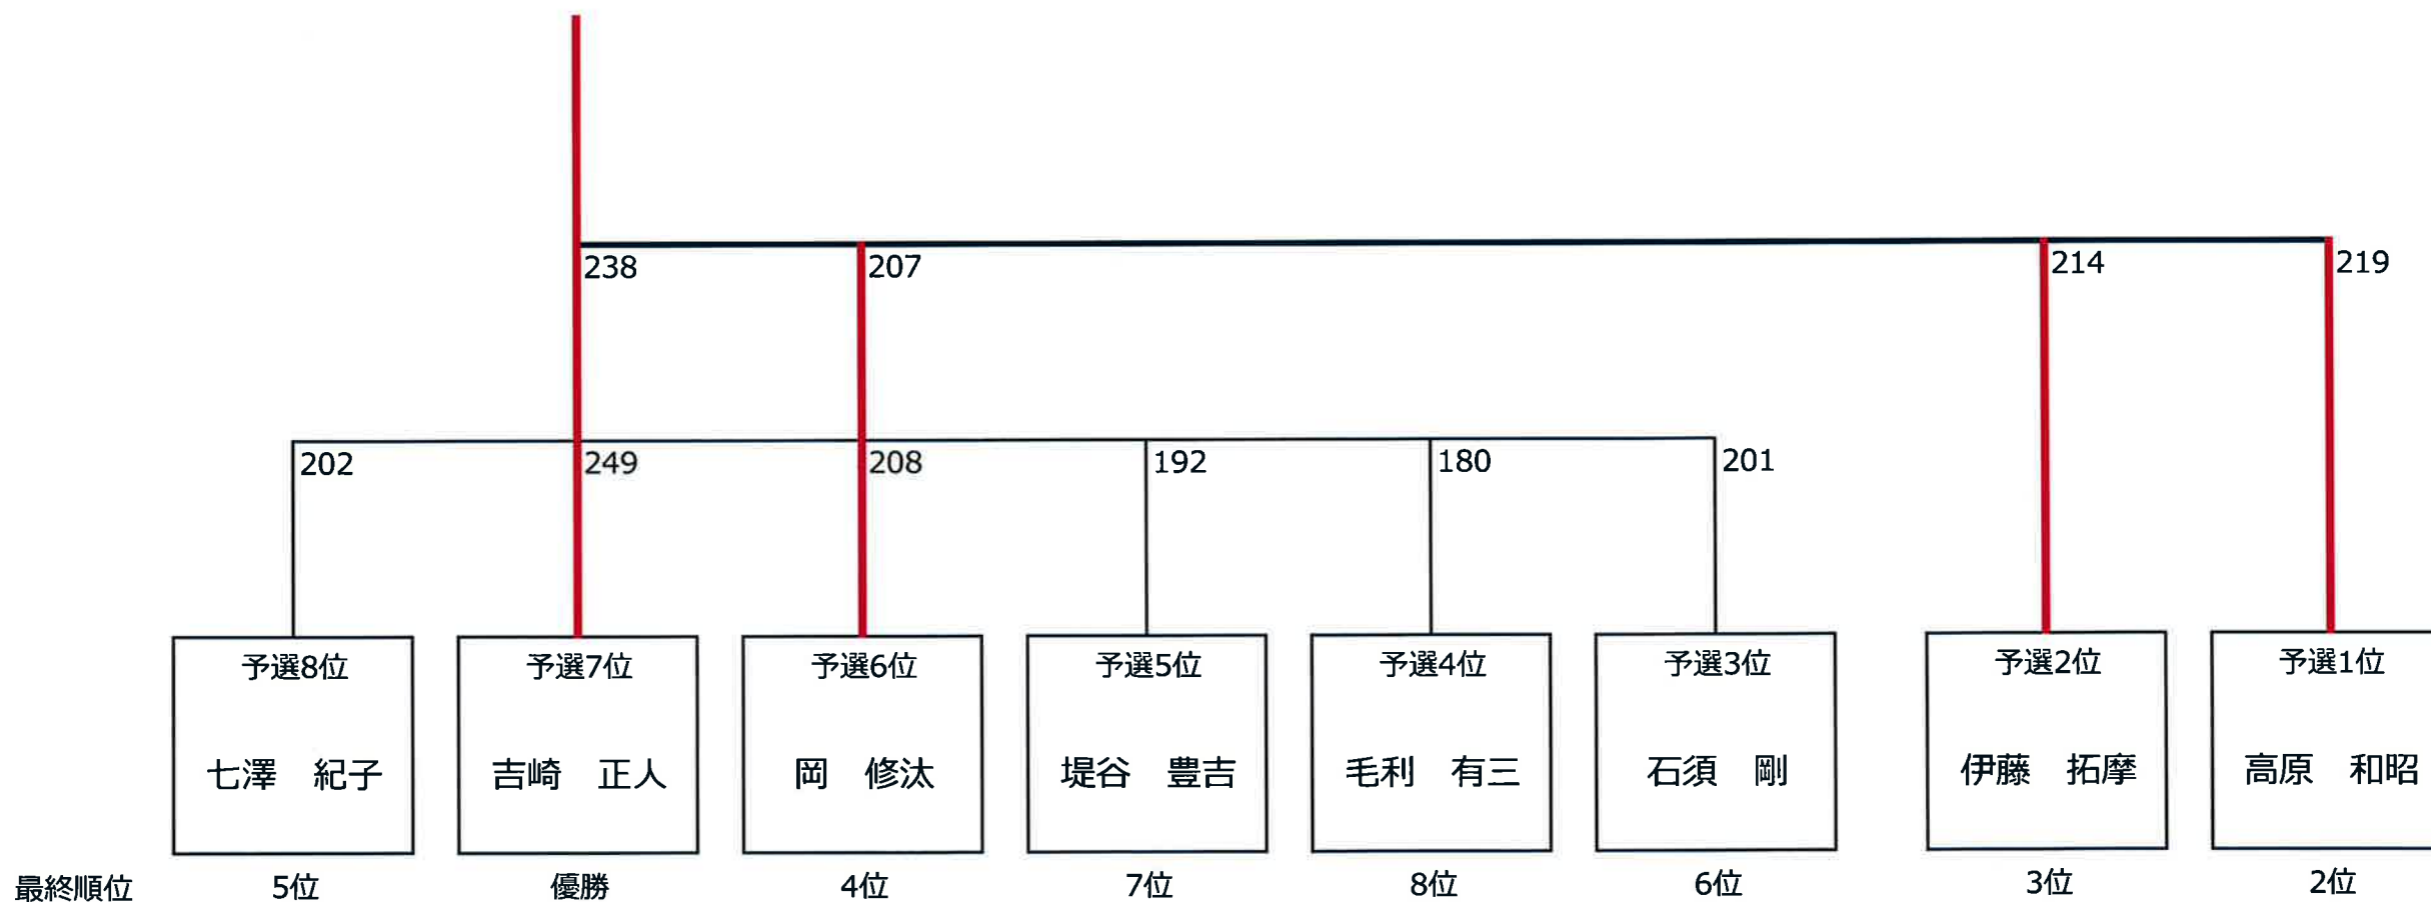 238 207 214 219
202 249 208 192 180 201
予選8位 予選7位 予選6位 予選5位 予選4位 予選3位 予選2位 予選1位
七澤　紀子 吉崎　正人 岡　修汰 堤谷　豊吉 毛利　有三 石須　剛 伊藤　拓摩 高原　和昭
最終順位 5位 優勝 4位 7位 8位 6位 3位 2位